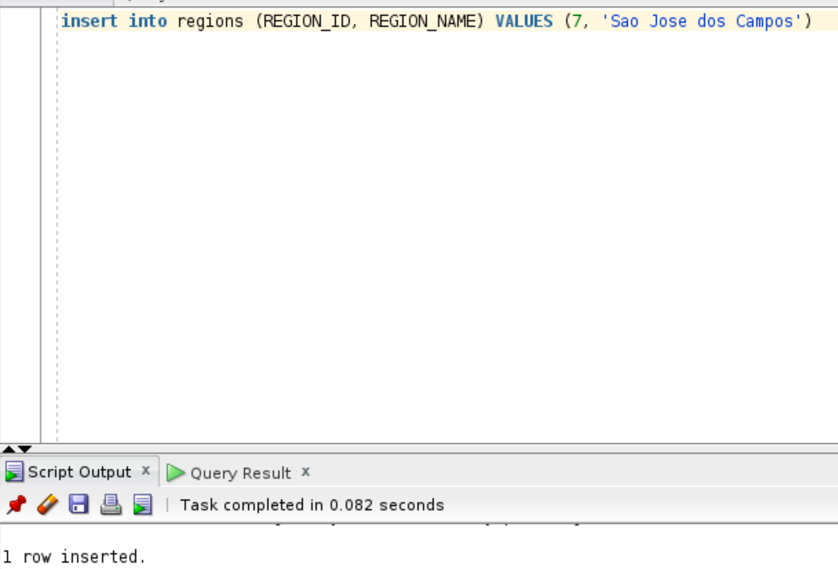 insert into regions (REGION_ID, REGION_NAME) VALUES (7, 'Sao Jose dos Campos')
Script Output x Query Result x
Task completed in 0.082 seconds
1 row inserted.